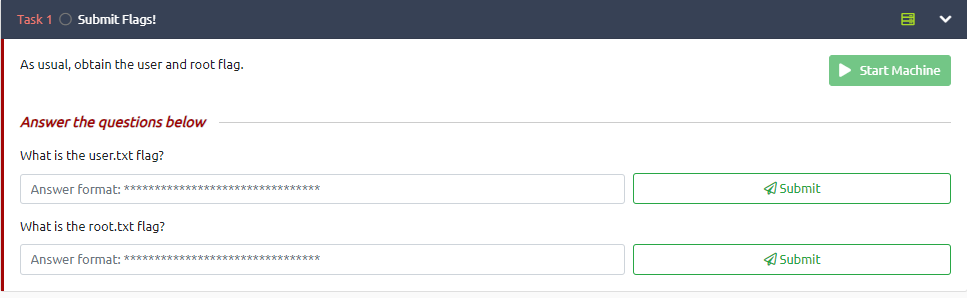 Task 1 Submit Flags!
As usual, obtain the user and root flag.
Start Machine
Answer the questions below
What is the user.txt flag?
Answer format: ********************************
Submit
What is the root.txt flag?
Answer format: ********************************
Submit